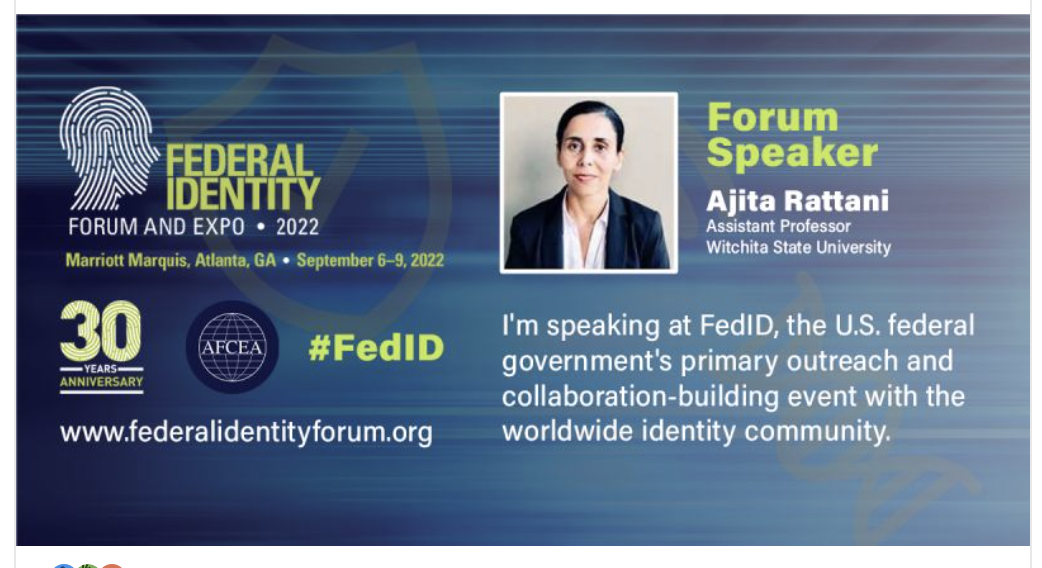 FEDERAL
IDENTITY
FORUM AND EXPO • 2022
Marriott Marquis, Atlanta, GA • September 6–9, 2022
30
YEARS
ANNIVERSARY
AFCEA
#FedID
www.federalidentityforum.org
Forum
Speaker
Ajita Rattani
Assistant Professor
Witchita State University
I'm speaking at FedID, the U.S. federal
government's primary outreach and
collaboration-building event with the
worldwide identity community.